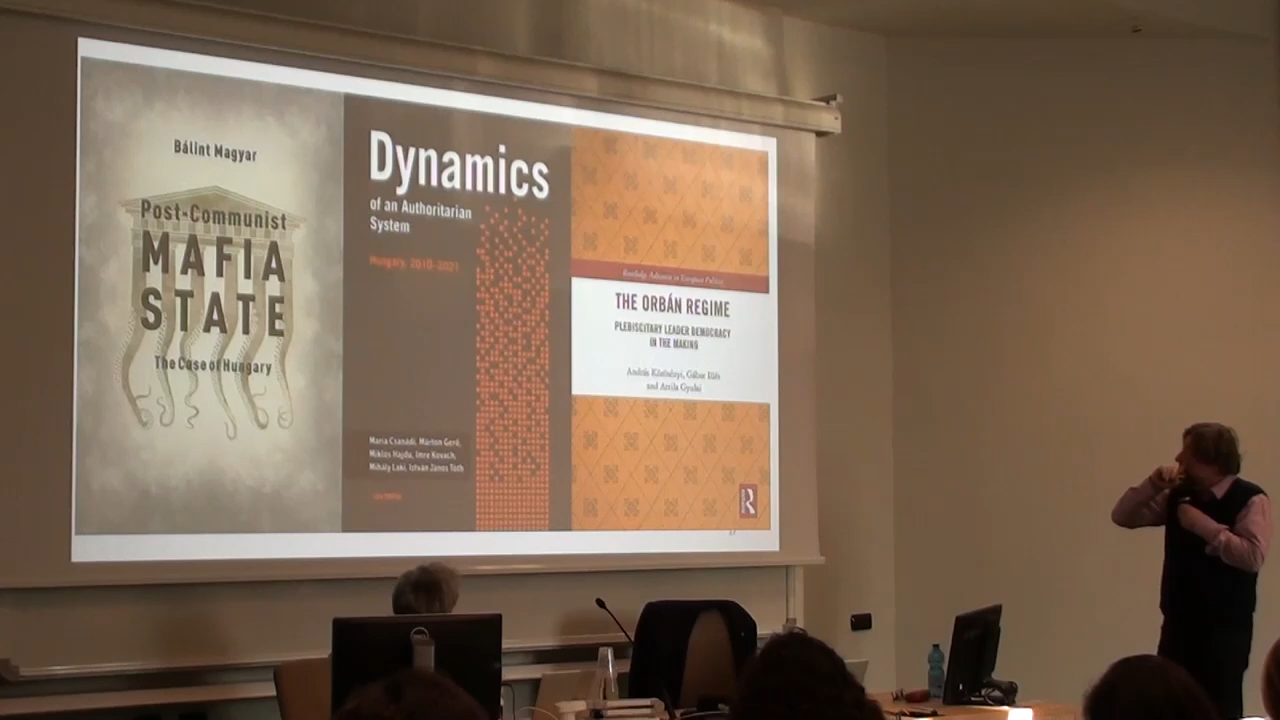 Bálint Magyar
Post-Communist
MAFIA
STATE
The Case of Hungary
Dynamics
of an Authoritarian
System
Hungary, 2010–2021
Mária Csanádi, Márton Gerő,
Miklós Hajdu, Imre Kovách,
Mihály Laki, István János Tóth
Routledge Advances in European Politics
THE ORBÁN REGIME
PLEBISCITARY LEADER DEMOCRACY
IN THE MAKING
András Körösényi, Gábor Illés
and Attila Gyulai
R